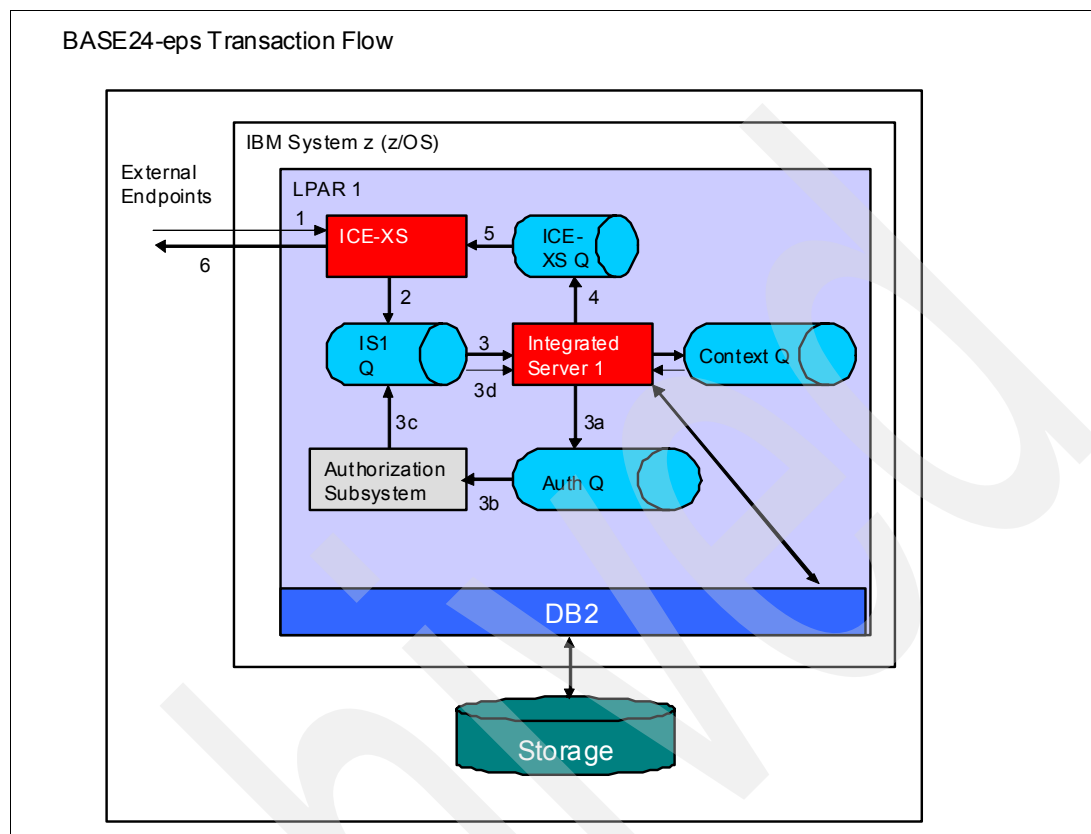 BASE24-eps Transaction Flow
IBM System z (z/OS)
External
Endpoints
LPAR 1
1
ICE-XS
5
ICE-
XS Q
6
2
4
IS1
Q
3
Integrated
Server 1
Context Q
3d
3c
3a
Authorization
Subsystem
3b
Auth Q
DB2
Storage